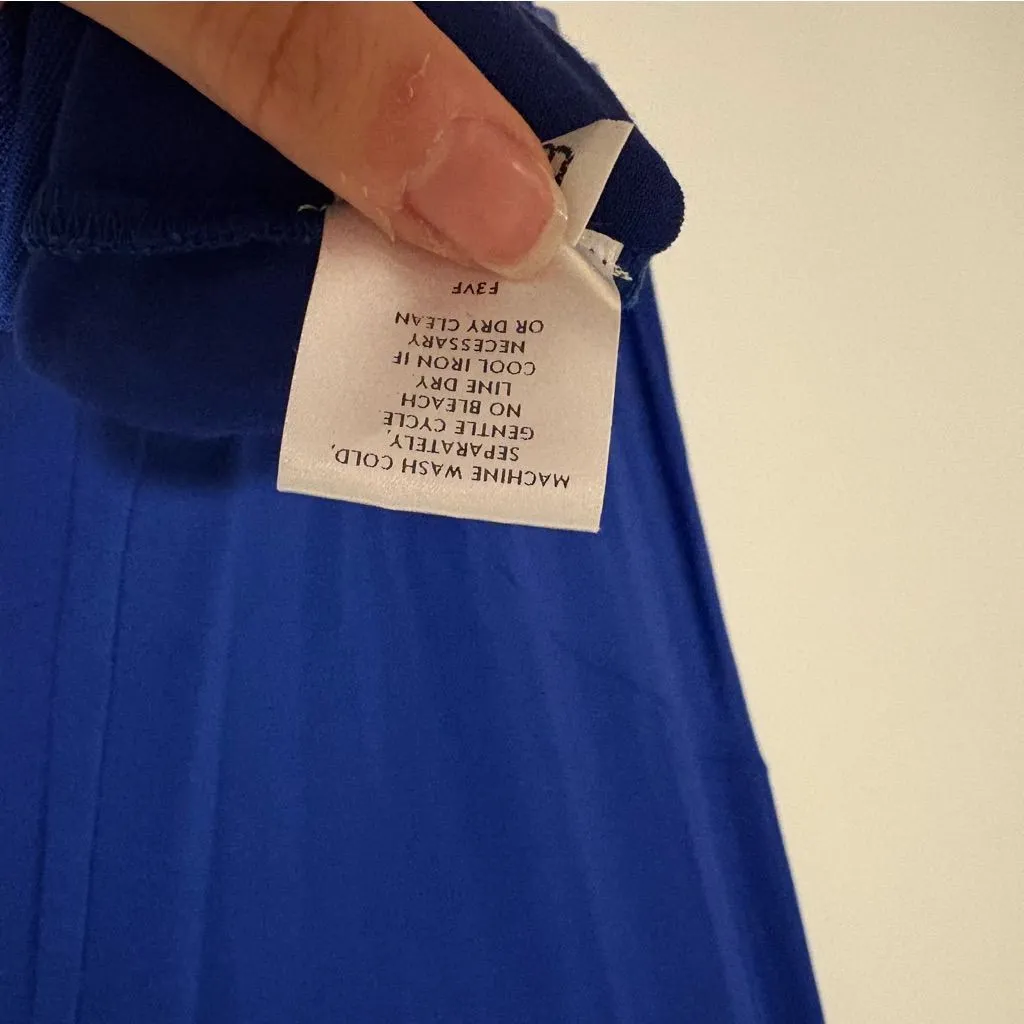 MACHINE WASH COLD,
SEPARATELY,
GENTLE CYCLE
NO BLEACH
LINE DRY
COOL IRON IF
NECESSARY
OR DRY CLEAN
F3VF